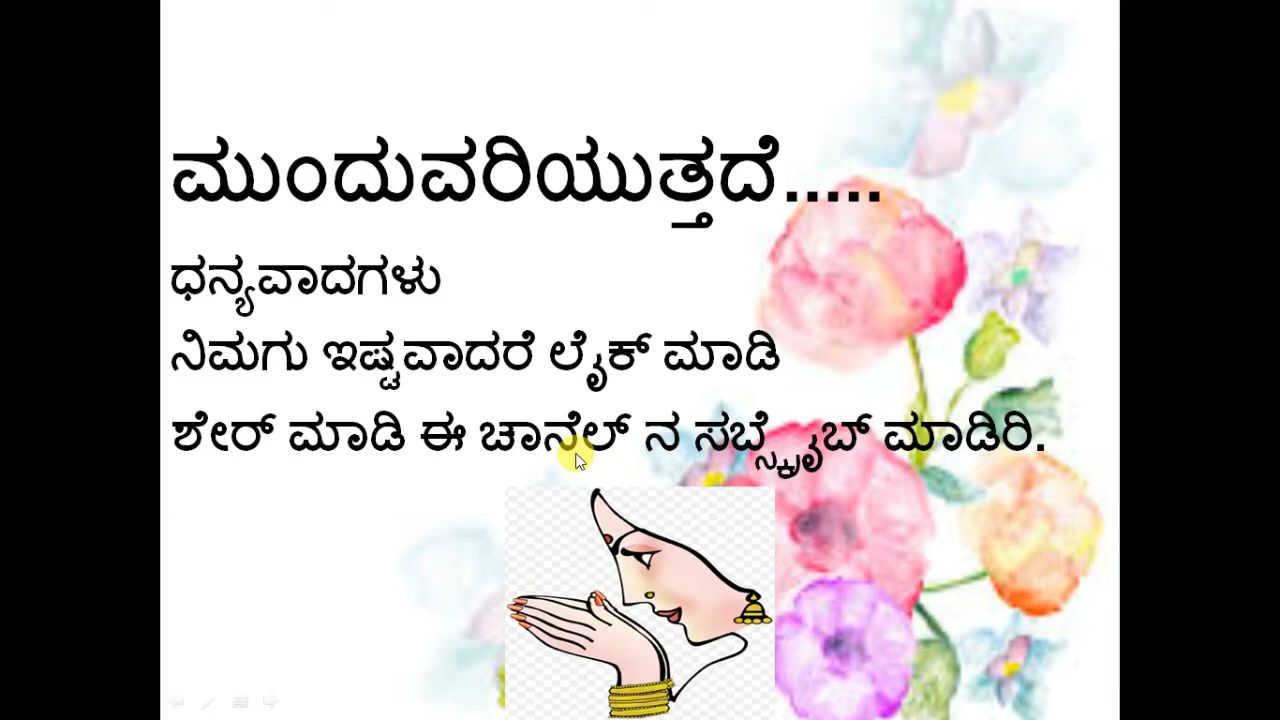 ಮುಂದುವರಿಯುತ್ತದೆ.....
ಧನ್ಯವಾದಗಳು
ನಿಮಗು ಇಷ್ಟವಾದರೆ ಲೈಕ್ ಮಾಡಿ
ಶೇರ್ ಮಾಡಿ ಈ ಚಾನೆಲ್ ನ ಸಬ್ಸ್ಕ್ರೈಬ್ ಮಾಡಿರಿ.